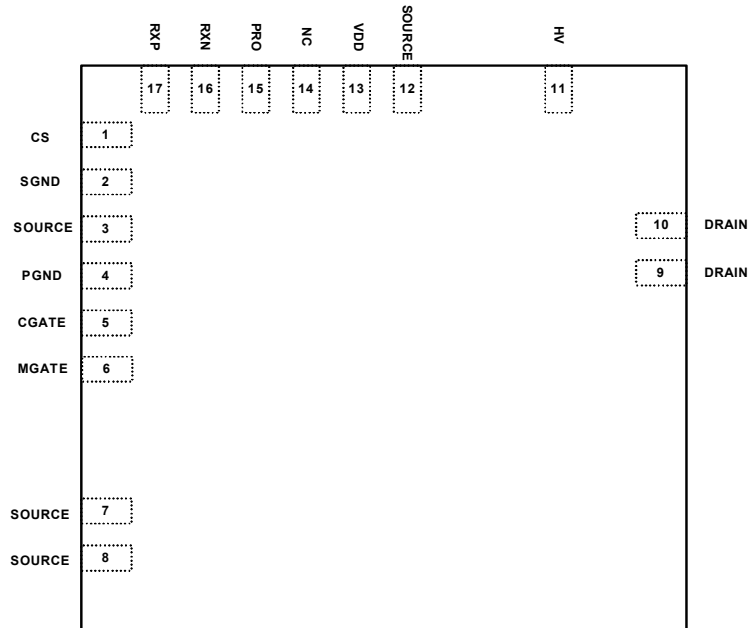 RXP RXN PRO NC VDD SOURCE HV
17 16 15 14 13 12 11
CS 1
SGND 2
SOURCE 3 10 DRAIN
PGND 4 9 DRAIN
CGATE 5
MGATE 6
SOURCE 7
SOURCE 8